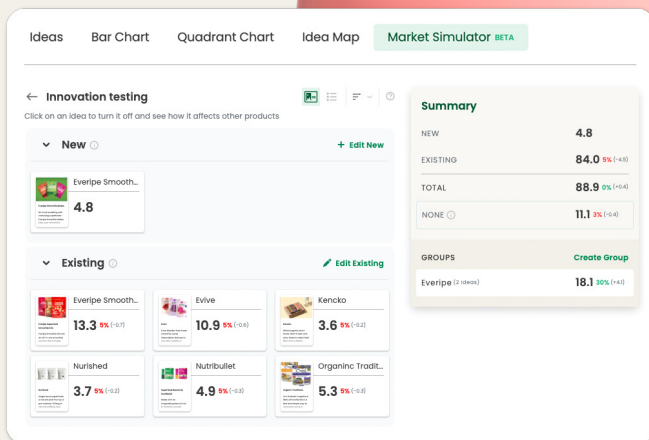 Ideas Bar Chart Quadrant Chart Idea Map Market Simulator BETA
Innovation testing
Click on an idea to turn it off and see how it affects other products
New
+ Edit New
Everipe Smooth...
4.8
Existing
Edit Existing
Everipe Smooth...
13.3 5% (-0.7)
Evive
10.9 5% (-0.6)
Kencko
3.6 5% (-0.2)
Nurished
3.7 5% (-0.2)
Nutribullet
4.9 5% (-0.3)
Organinc Tradit...
5.3 5% (-0.3)
Summary
NEW 4.8
EXISTING 84.0 5% (-4.5)
TOTAL 88.9 0% (+0.4)
NONE 11.1 3% (-0.4)
GROUPS Create Group
Everipe (2 Ideas) 18.1 30% (+4.1)